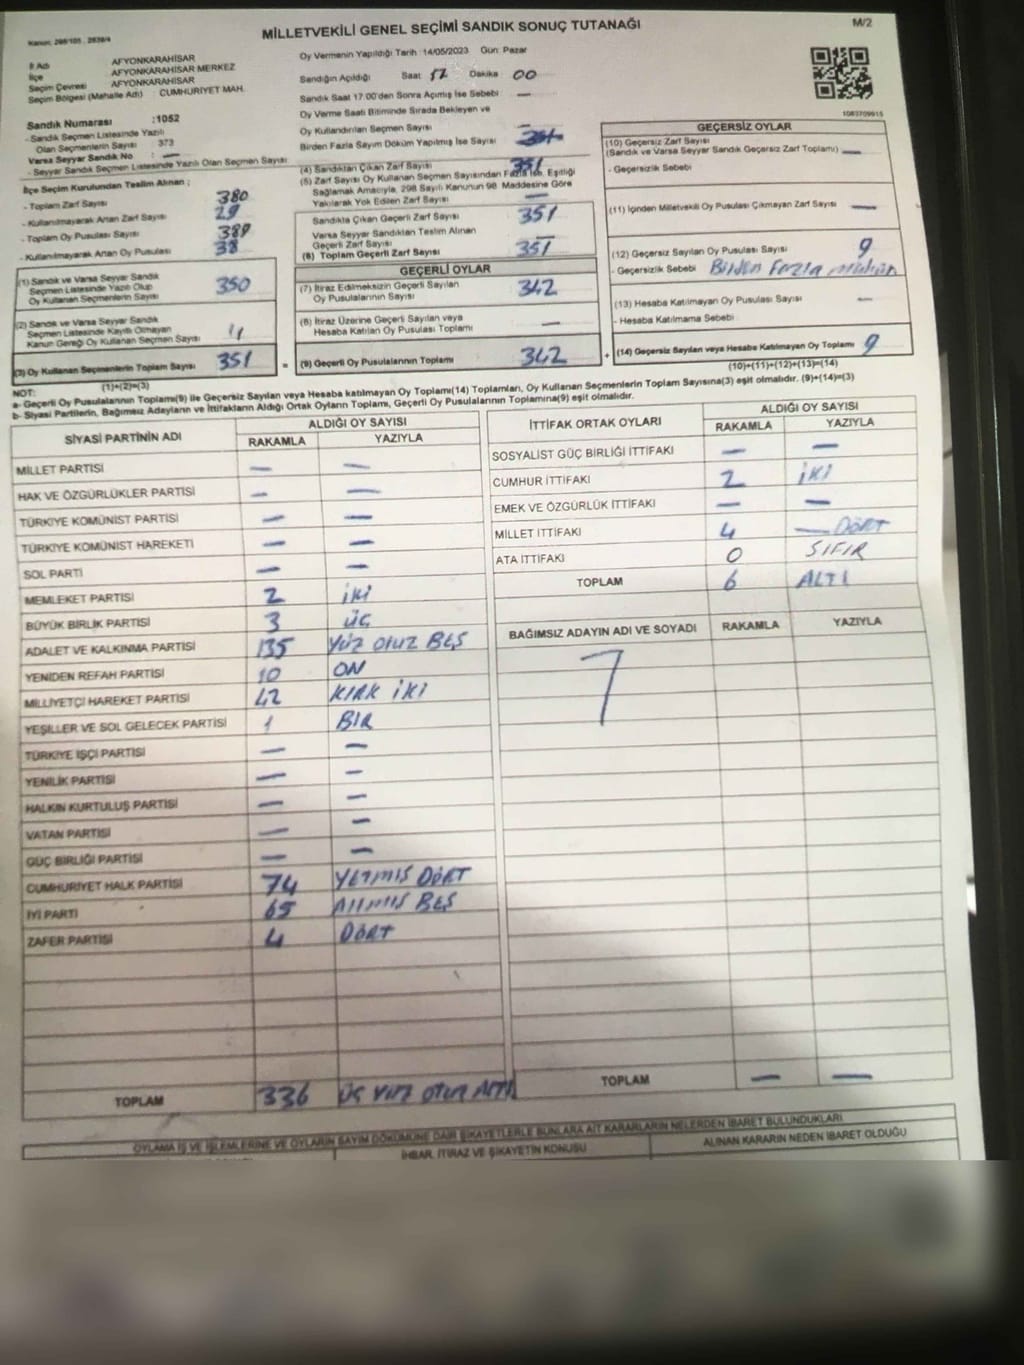 MİLLETVEKİLİ GENEL SEÇİMİ SANDIK SONUÇ TUTANAĞI
M/2
Kanun: 298/105, 2839/4
İl Adı AFYONKARAHİSAR
İlçe AFYONKARAHİSAR MERKEZ
Seçim Çevresi AFYONKARAHİSAR
Seçim Bölgesi (Mahalle Adı) CUMHURİYET MAH.
Sandık Numarası :1052
- Sandık Seçmen Listesinde Yazılı
Olan Seçmenlerin Sayısı 373
Varsa Seyyar Sandık No : —
- Seyyar Sandık Seçmen Listesinde Yazılı Olan Seçmen Sayısı:
İlçe Seçim Kurulundan Teslim Alınan ;
- Toplam Zarf Sayısı 380
- Kullanılmayarak Artan Zarf Sayısı 29
- Toplam Oy Pusulası Sayısı 389
- Kullanılmayarak Artan Oy Pusulası 38
(1) Sandık ve Varsa Seyyar Sandık
Seçmen Listesinde Yazılı Olup
Oy Kullanan Seçmenlerin Sayısı 350
(2) Sandık ve Varsa Seyyar Sandık
Seçmen Listesinde Kayıtlı Olmayan
Kanun Gereği Oy Kullanan Seçmen Sayısı
(3) Oy Kullanan Seçmenlerin Toplam Sayısı 351 =
(1)+(2)=(3)
Oy Vermenin Yapıldığı Tarih :14/05/2023 Gün: Pazar
Sandığın Açıldığı Saat 17 Dakika 00
Sandık Saat 17.00'den Sonra Açılmış İse Sebebi —
Oy Verme Saati Bitiminde Sırada Bekleyen ve
Oy Kullandırılan Seçmen Sayısı
Birden Fazla Sayım Döküm Yapılmış İse Sayısı
(4) Sandıktan Çıkan Zarf Sayısı 351
(5) Zarf Sayısı Oy Kullanan Seçmen Sayısından Fazla İse, Eşitliği
Sağlamak Amacıyla, 298 Sayılı Kanunun 98. Maddesine Göre
Yakılarak Yok Edilen Zarf Sayısı —
Sandıkta Çıkan Geçerli Zarf Sayısı 351
Varsa Seyyar Sandıktan Teslim Alınan
Geçerli Zarf Sayısı —
(6) Toplam Geçerli Zarf Sayısı 351
GEÇERLİ OYLAR
(7) İtiraz Edilmeksizin Geçerli Sayılan
Oy Pusulalarının Sayısı 342
(8) İtiraz Üzerine Geçerli Sayılan veya
Hesaba Katılan Oy Pusulası Toplamı —
(9) Geçerli Oy Pusulalarının Toplamı 342 +
1083709915
GEÇERSİZ OYLAR
(10) Geçersiz Zarf Sayısı
(Sandık ve Varsa Seyyar Sandık Geçersiz Zarf Toplamı) —
- Geçersizlik Sebebi
(11) İçinden Milletvekili Oy Pusulası Çıkmayan Zarf Sayısı —
(12) Geçersiz Sayılan Oy Pusulası Sayısı 9
- Geçersizlik Sebebi Birden Fazla mühür
(13) Hesaba Katılmayan Oy Pusulası Sayısı —
- Hesaba Katılmama Sebebi
(14) Geçersiz Sayılan veya Hesaba Katılmayan Oy Toplamı 9
(10)+(11)+(12)+(13)=(14)
NOT:
a- Geçerli Oy Pusulalarının Toplamı(9) ile Geçersiz Sayılan veya Hesaba katılmayan Oy Toplamı(14) Toplamları, Oy Kullanan Seçmenlerin Toplam Sayısına(3) eşit olmalıdır. (9)+(14)=(3)
b- Siyasi Partilerin, Bağımsız Adayların ve İttifakların Aldığı Ortak Oyların Toplamı, Geçerli Oy Pusulalarının Toplamına(9) eşit olmalıdır.
SİYASİ PARTİNİN ADI ALDIĞI OY SAYISI
RAKAMLA YAZIYLA
MİLLET PARTİSİ — —
HAK VE ÖZGÜRLÜKLER PARTİSİ — —
TÜRKİYE KOMÜNİST PARTİSİ — —
TÜRKİYE KOMÜNİST HAREKETİ — —
SOL PARTİ — —
MEMLEKET PARTİSİ 2 İKİ
BÜYÜK BİRLİK PARTİSİ 3 ÜÇ
ADALET VE KALKINMA PARTİSİ 135 YÜZ OTUZ BEŞ
YENİDEN REFAH PARTİSİ 10 ON
MİLLİYETÇİ HAREKET PARTİSİ 42 KIRK İKİ
YEŞİLLER VE SOL GELECEK PARTİSİ 1 BİR
TÜRKİYE İŞÇİ PARTİSİ — —
YENİLİK PARTİSİ — —
HALKIN KURTULUŞ PARTİSİ — —
VATAN PARTİSİ — —
GÜÇ BİRLİĞİ PARTİSİ — —
CUMHURİYET HALK PARTİSİ 74 YETMİŞ DÖRT
İYİ PARTİ 65 ALTMIŞ BEŞ
ZAFER PARTİSİ 4 DÖRT
TOPLAM 336 ÜÇ YÜZ OTUZ ALTI
İTTİFAK ORTAK OYLARI ALDIĞI OY SAYISI
RAKAMLA YAZIYLA
SOSYALİST GÜÇ BİRLİĞİ İTTİFAKI — —
CUMHUR İTTİFAKI 2 İKİ
EMEK VE ÖZGÜRLÜK İTTİFAKI — —
MİLLET İTTİFAKI 4 — DÖRT
ATA İTTİFAKI 0 SIFIR
TOPLAM 6 ALTI
BAĞIMSIZ ADAYIN ADI VE SOYADI RAKAMLA YAZIYLA
TOPLAM — —
OYLAMA İŞ VE İŞLEMLERİNE VE OYLARIN SAYIM DÖKÜMÜNE DAİR ŞİKAYETLERLE BUNLARA AİT KARARLARIN NELERDEN İBARET BULUNDUKLARI
İHBAR, İTİRAZ VE ŞİKAYETİN KONUSU ALINAN KARARIN NEDEN İBARET OLDUĞU